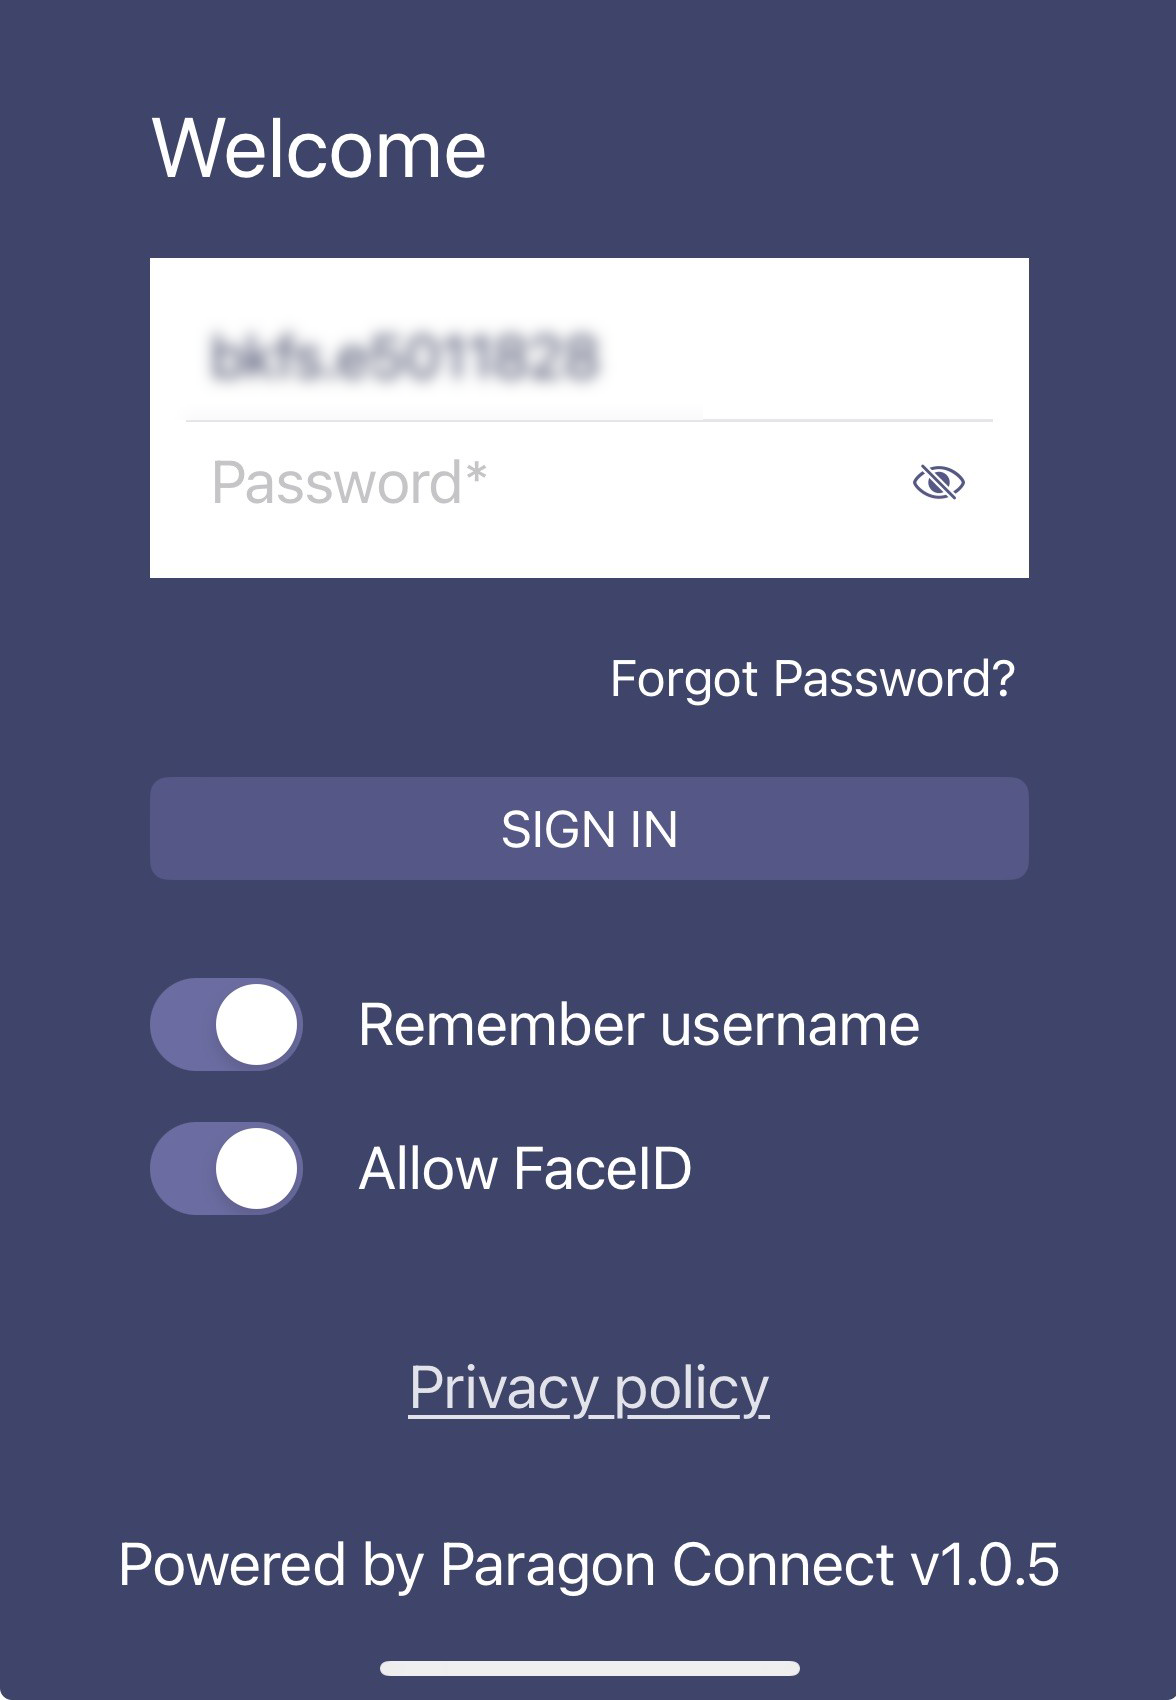 Welcome
Password*
Forgot Password?
SIGN IN
Remember username
Allow FaceID
Privacy policy
Powered by Paragon Connect v1.0.5